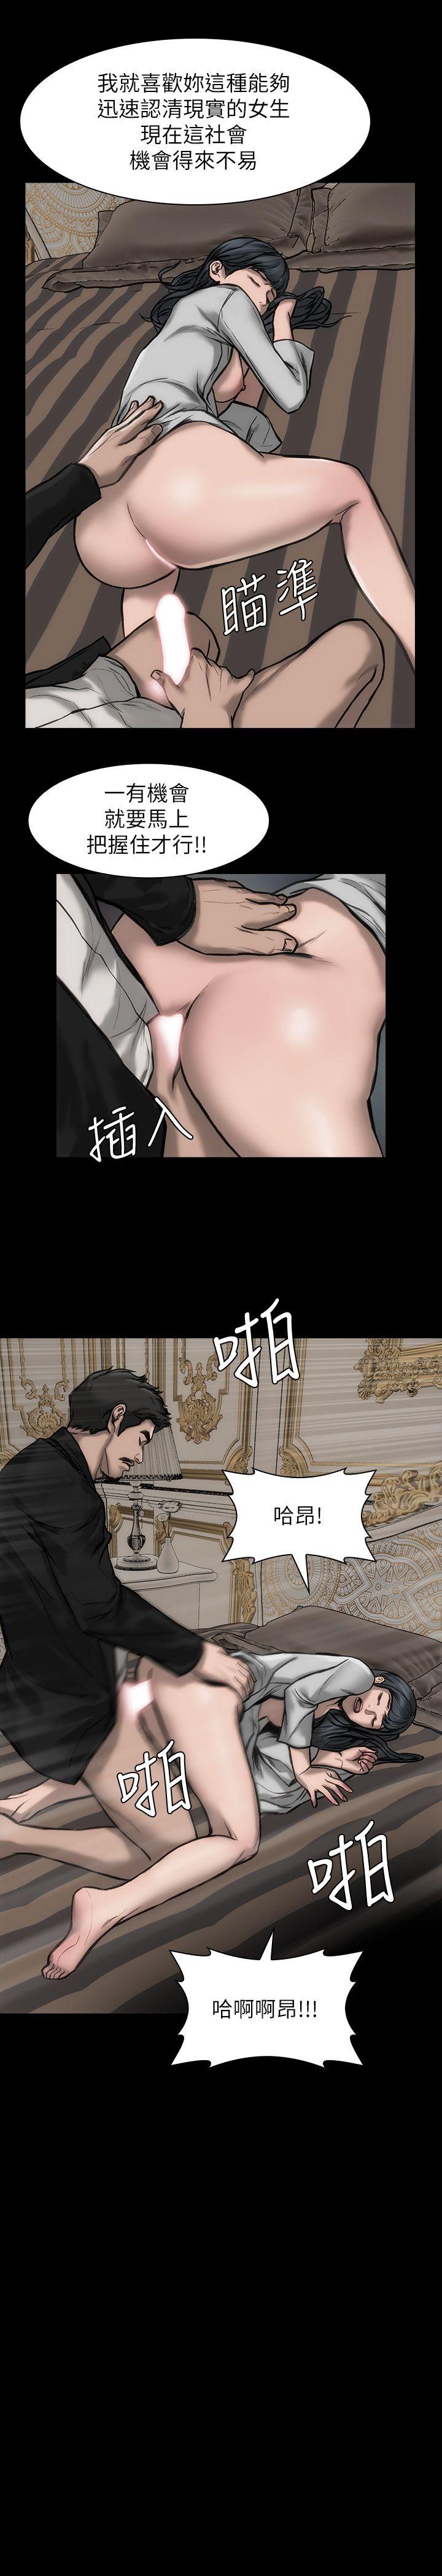 我就喜歡妳這種能夠
迅速認清現實的女生
現在這社會
機會得來不易
瞄準
一有機會
就要馬上
把握住才行!!
插入
啪
哈昂!
啪
啪
哈啊啊昂!!!